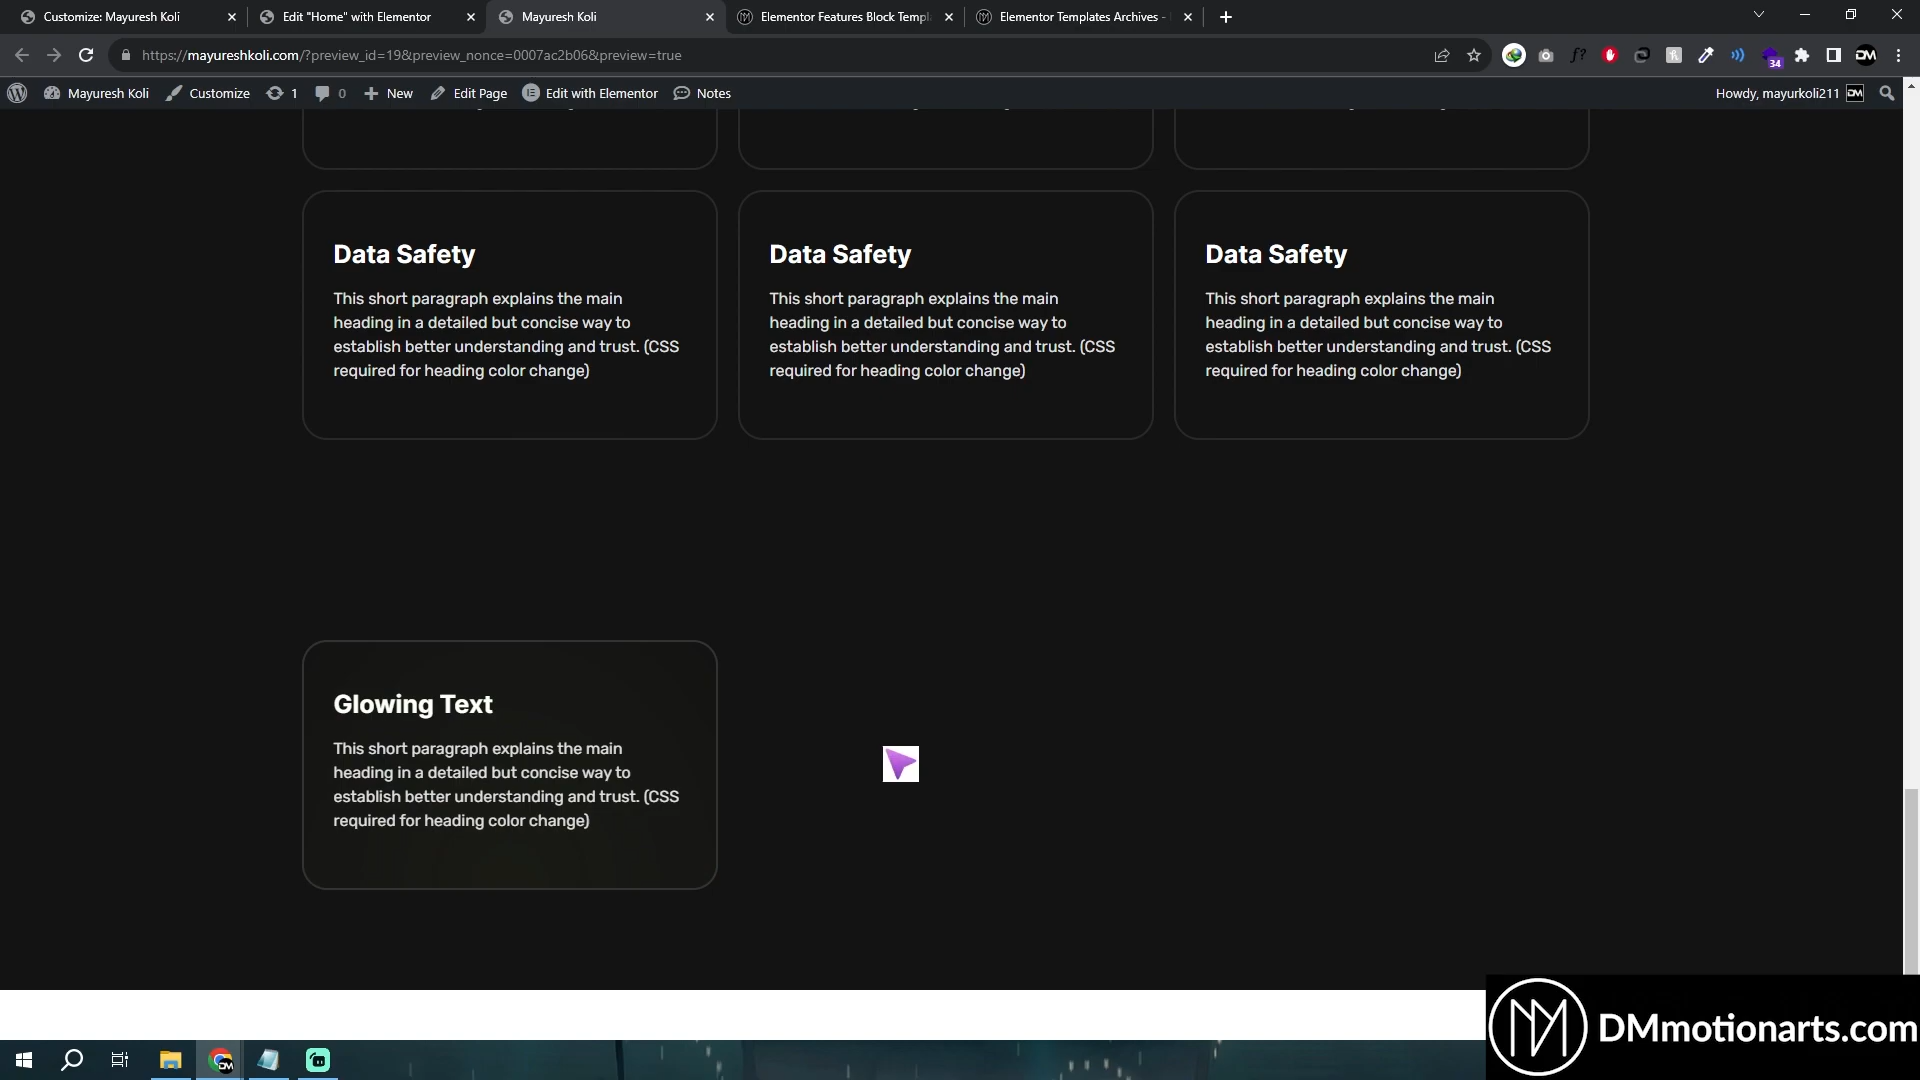 Customize: Mayuresh Koli
Edit "Home" with Elementor
Mayuresh Koli
Elementor Features Block Templ
Elementor Templates Archives -
https://mayureshkoli.com/?preview_id=19&preview_nonce=0007ac2b06&preview=true
34
DM
Mayuresh Koli
Customize
1
0
New
Edit Page
Edit with Elementor
Notes
Howdy, mayurkoli211
Data Safety
This short paragraph explains the main
heading in a detailed but concise way to
establish better understanding and trust. (CSS
required for heading color change)
Data Safety
This short paragraph explains the main
heading in a detailed but concise way to
establish better understanding and trust. (CSS
required for heading color change)
Data Safety
This short paragraph explains the main
heading in a detailed but concise way to
establish better understanding and trust. (CSS
required for heading color change)
Glowing Text
This short paragraph explains the main
heading in a detailed but concise way to
establish better understanding and trust. (CSS
required for heading color change)
DMmotionarts.com